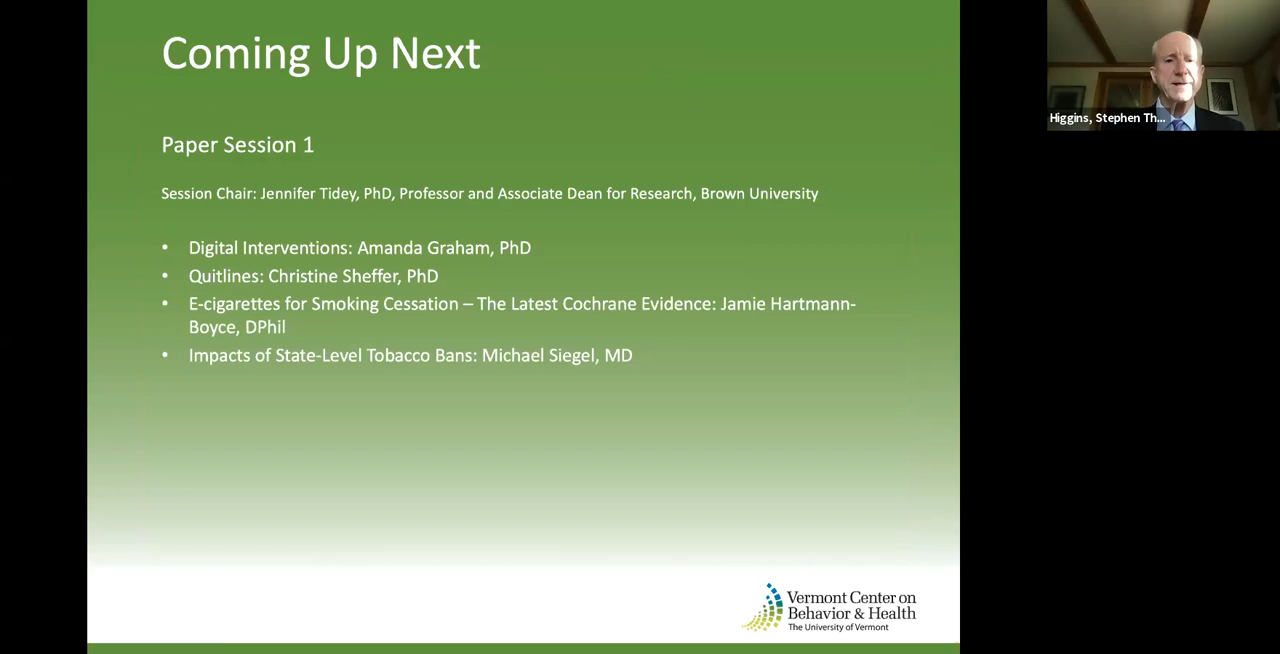 Coming Up Next
Paper Session 1
Session Chair: Jennifer Tidey, PhD, Professor and Associate Dean for Research, Brown University
• Digital Interventions: Amanda Graham, PhD
• Quitlines: Christine Sheffer, PhD
• E-cigarettes for Smoking Cessation – The Latest Cochrane Evidence: Jamie Hartmann-
Boyce, DPhil
• Impacts of State-Level Tobacco Bans: Michael Siegel, MD
Higgins, Stephen Th...
Vermont Center on
Behavior & Health
The University of Vermont